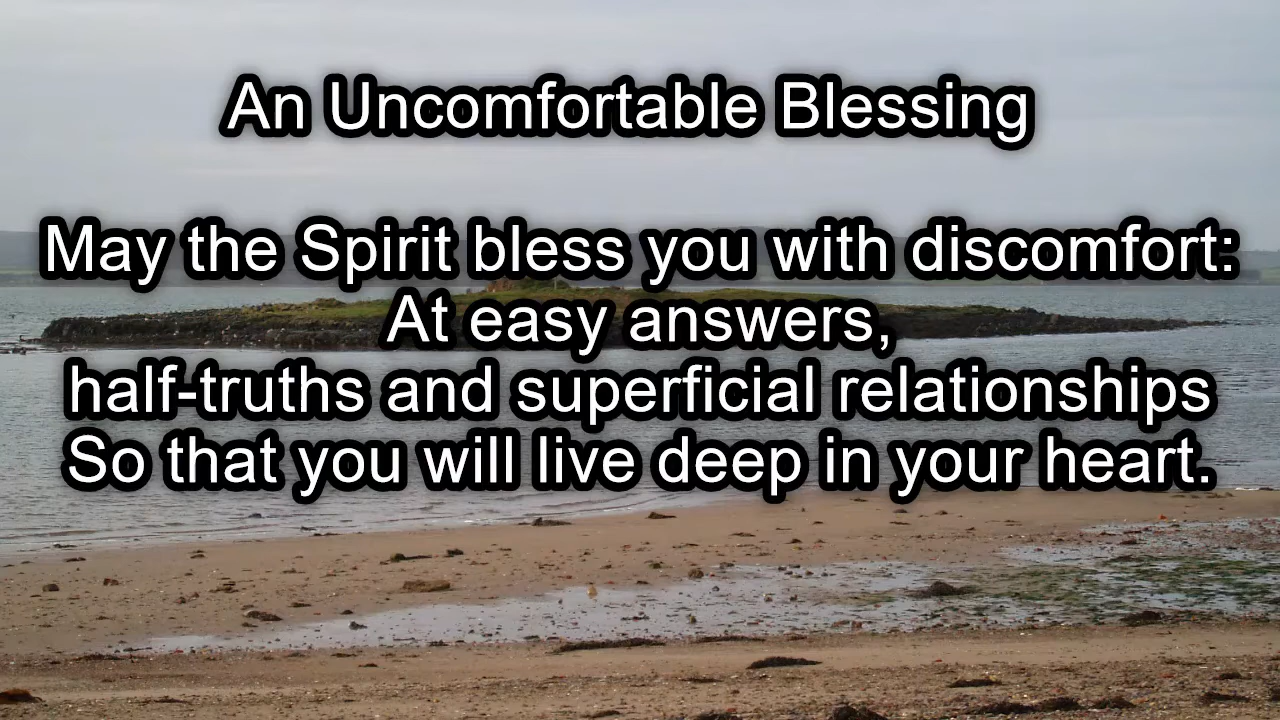 An Uncomfortable Blessing
May the Spirit bless you with discomfort:
At easy answers,
half-truths and superficial relationships
So that you will live deep in your heart.